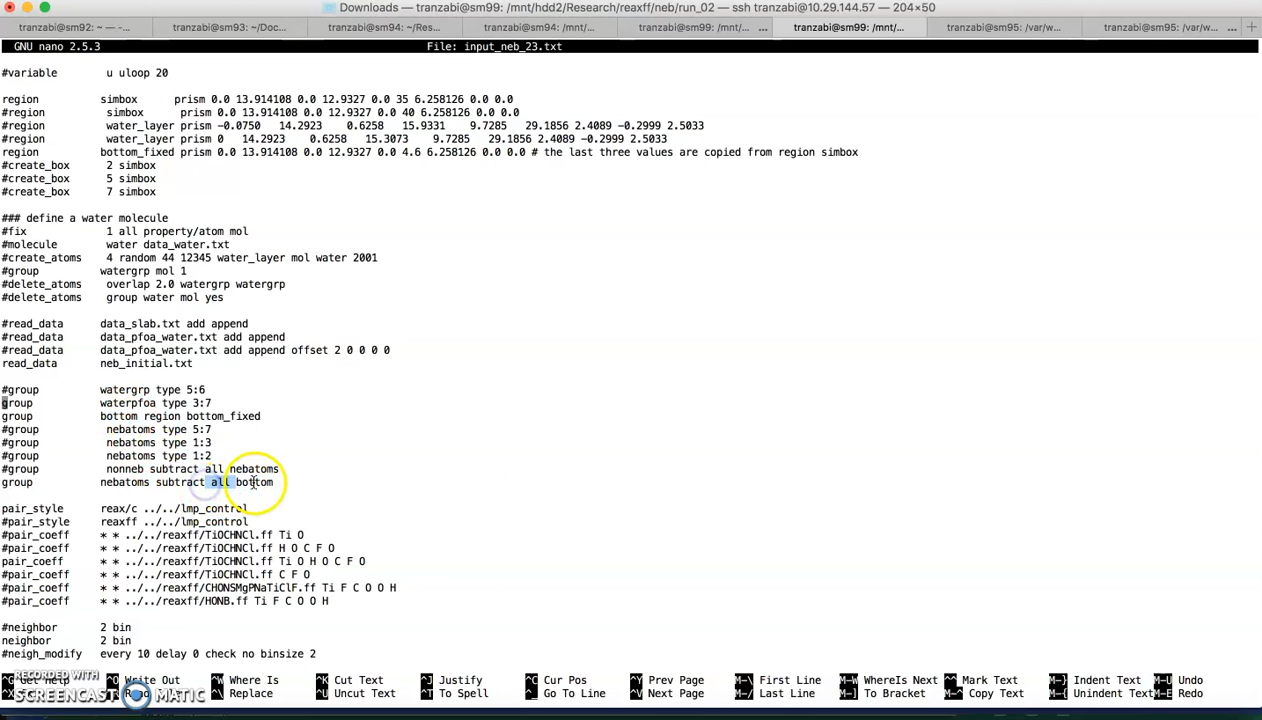 Downloads — tranzabi@sm99: /mnt/hdd2/Research/reaxff/neb/run_02 — ssh tranzabi@10.29.144.57 — 204×50
tranzabi@sm92: ~ — -... tranzabi@sm93: ~/Doc... tranzabi@sm94: ~/Res... tranzabi@sm94: /mnt/... tranzabi@sm99: /mnt/... ... tranzabi@sm99: /mnt/... tranzabi@sm95: /var/w... tranzabi@sm95: /var/w... ... +
GNU nano 2.5.3 File: input_neb_23.txt
#variable u uloop 20
region simbox prism 0.0 13.914108 0.0 12.9327 0.0 35 6.258126 0.0 0.0
#region simbox prism 0.0 13.914108 0.0 12.9327 0.0 40 6.258126 0.0 0.0
#region water_layer prism -0.0750 14.2923 0.6258 15.9331 9.7285 29.1856 2.4089 -0.2999 2.5033
#region water_layer prism 0 14.2923 0.6258 15.3073 9.7285 29.1856 2.4089 -0.2999 2.5033
region bottom_fixed prism 0.0 13.914108 0.0 12.9327 0.0 4.6 6.258126 0.0 0.0 # the last three values are copied from region simbox
#create_box 2 simbox
#create_box 5 simbox
#create_box 7 simbox
### define a water molecule
#fix 1 all property/atom mol
#molecule water data_water.txt
#create_atoms 4 random 44 12345 water_layer mol water 2001
#group watergrp mol 1
#delete_atoms overlap 2.0 watergrp watergrp
#delete_atoms group water mol yes
#read_data data_slab.txt add append
#read_data data_pfoa_water.txt add append
#read_data data_pfoa_water.txt add append offset 2 0 0 0 0
read_data neb_initial.txt
#group watergrp type 5:6
group waterpfoa type 3:7
group bottom region bottom_fixed
#group nebatoms type 5:7
#group nebatoms type 1:3
#group nebatoms type 1:2
#group nonneb subtract all nebatoms
group nebatoms subtract all bottom
pair_style reax/c ../../lmp_control
#pair_style reaxff ../../lmp_control
#pair_coeff * * ../../reaxff/TiOCHNCl.ff Ti O
#pair_coeff * * ../../reaxff/TiOCHNCl.ff H O C F O
pair_coeff * * ../../reaxff/TiOCHNCl.ff Ti O H O C F O
#pair_coeff * * ../../reaxff/TiOCHNCl.ff C F O
#pair_coeff * * ../../reaxff/CHONSMgPNaTiClF.ff Ti F C O O H
#pair_coeff * * ../../reaxff/HONB.ff Ti F C O O H
#neighbor 2 bin
neighbor 2 bin
#neigh_modify every 10 delay 0 check no binsize 2
^G Get Help ^O Write Out ^W Where Is ^K Cut Text ^J Justify ^C Cur Pos ^Y Prev Page M-\ First Line M-W WhereIs Next M-^ Mark Text M-} Indent Text M-U Undo
^\ Replace ^U Uncut Text ^T To Spell ^_ Go To Line ^V Next Page M-/ Last Line M-] To Bracket M-^ Copy Text M-{ Unindent Text M-E Redo
RECORDED WITH
SCREENCAST MATIC